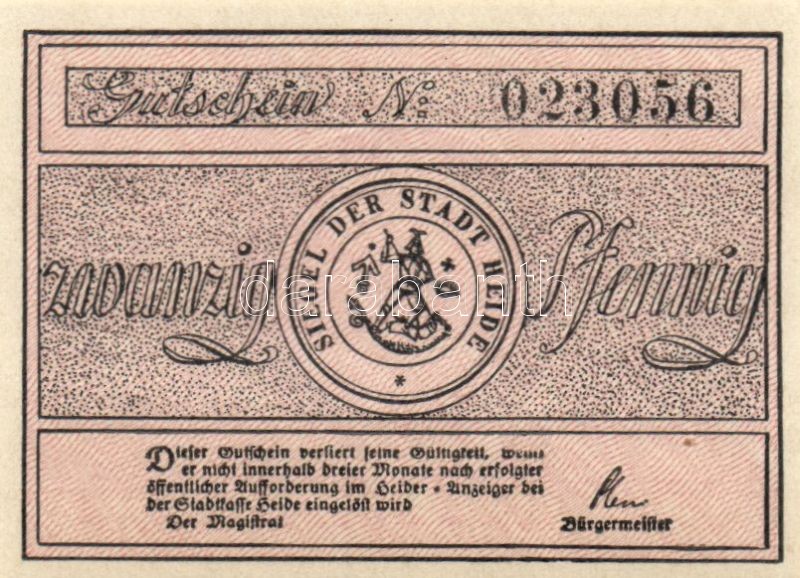 Gutschein No: 023056
SIEGEL DER STADT HEIDE
zwanzig Pfennig
darabanth
Dieser Gutschein verliert seine Gültigkeit, wenn
er nicht innerhalb dreier Monate nach erfolgter
öffentlicher Aufforderung im Heider - Anzeiger bei
der Stadtkasse Heide eingelöst wird
Der Magistrat
Bürgermeister